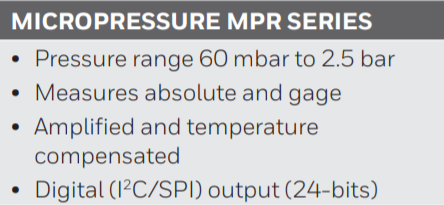 MICROPRESSURE MPR SERIES
• Pressure range 60 mbar to 2.5 bar
• Measures absolute and gage
• Amplified and temperature
compensated
• Digital (I²C/SPI) output (24-bits)